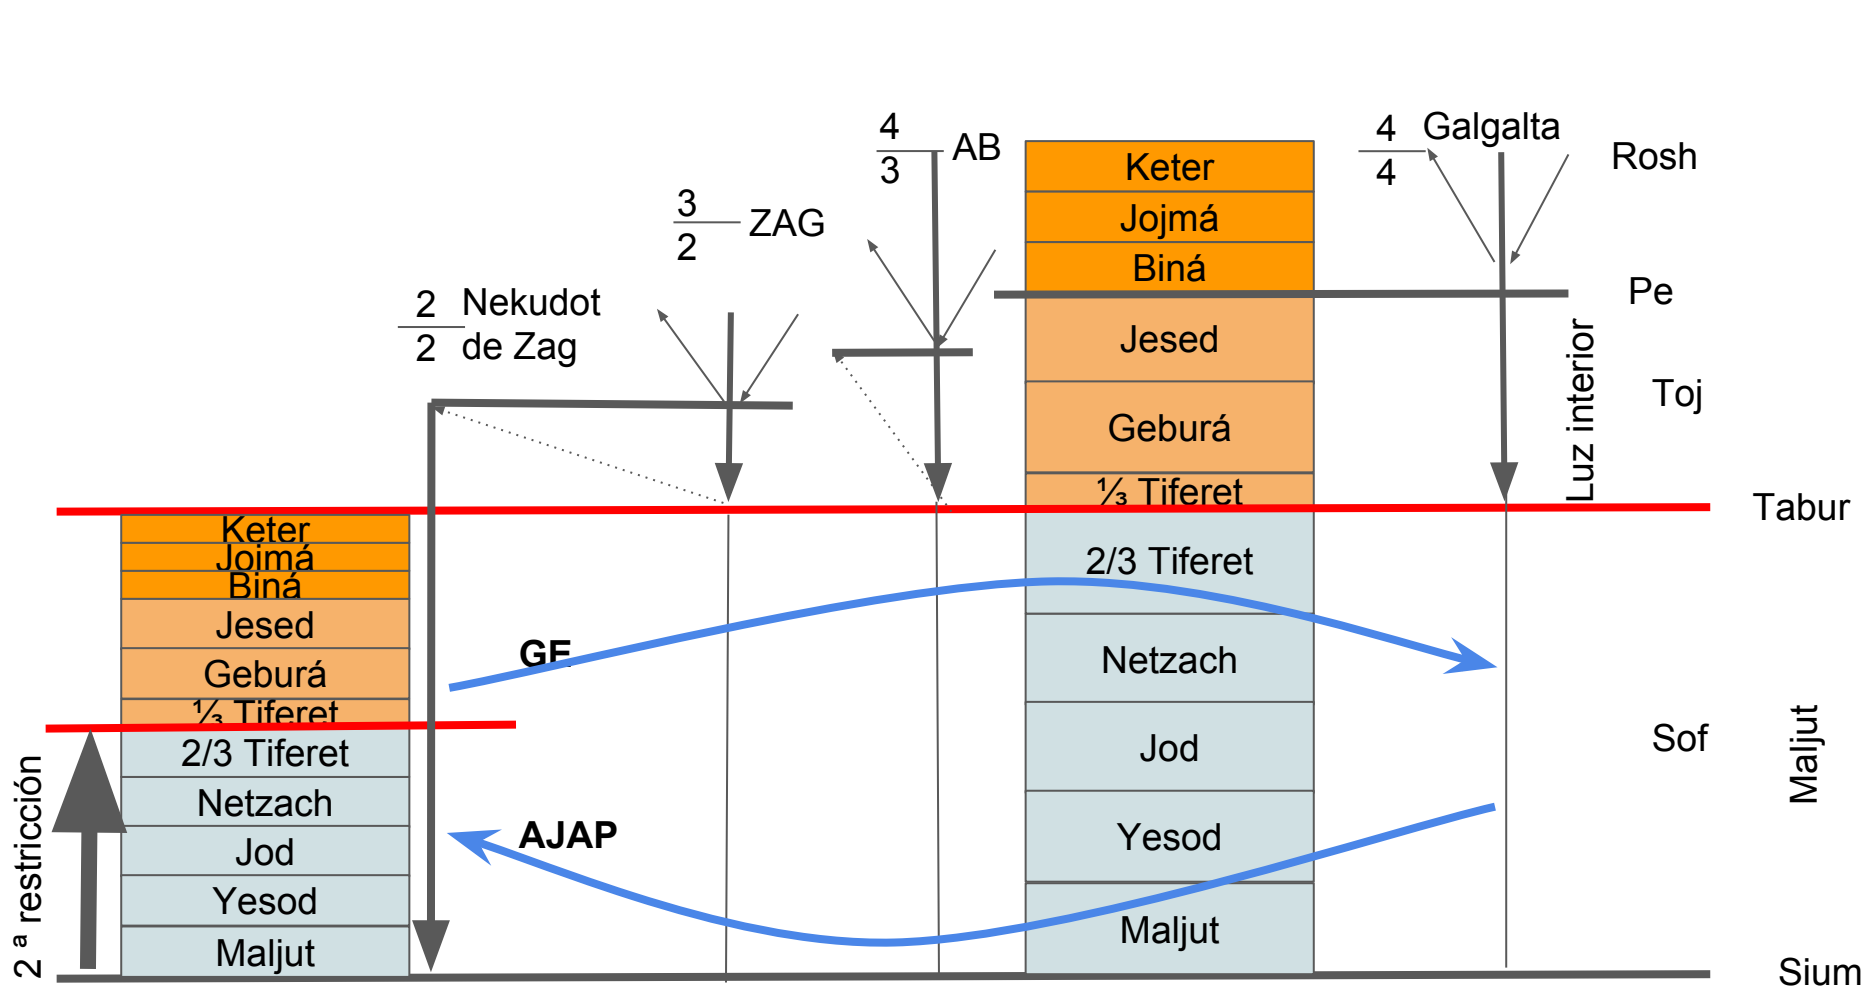 4
4
Galgalta
Rosh
4
3
AB
Keter
Jojmá
Biná
Pe
3
2
ZAG
2
2
Nekudot
de Zag
Jesed
Geburá
⅓ Tiferet
Luz interior
Toj
Tabur
Keter
Jojmá
Biná
Jesed
Geburá
⅓ Tiferet
2/3 Tiferet
Netzach
Jod
Yesod
Maljut
2 ª restricción
GE
AJAP
2/3 Tiferet
Netzach
Jod
Yesod
Maljut
Sof
Maljut
Sium